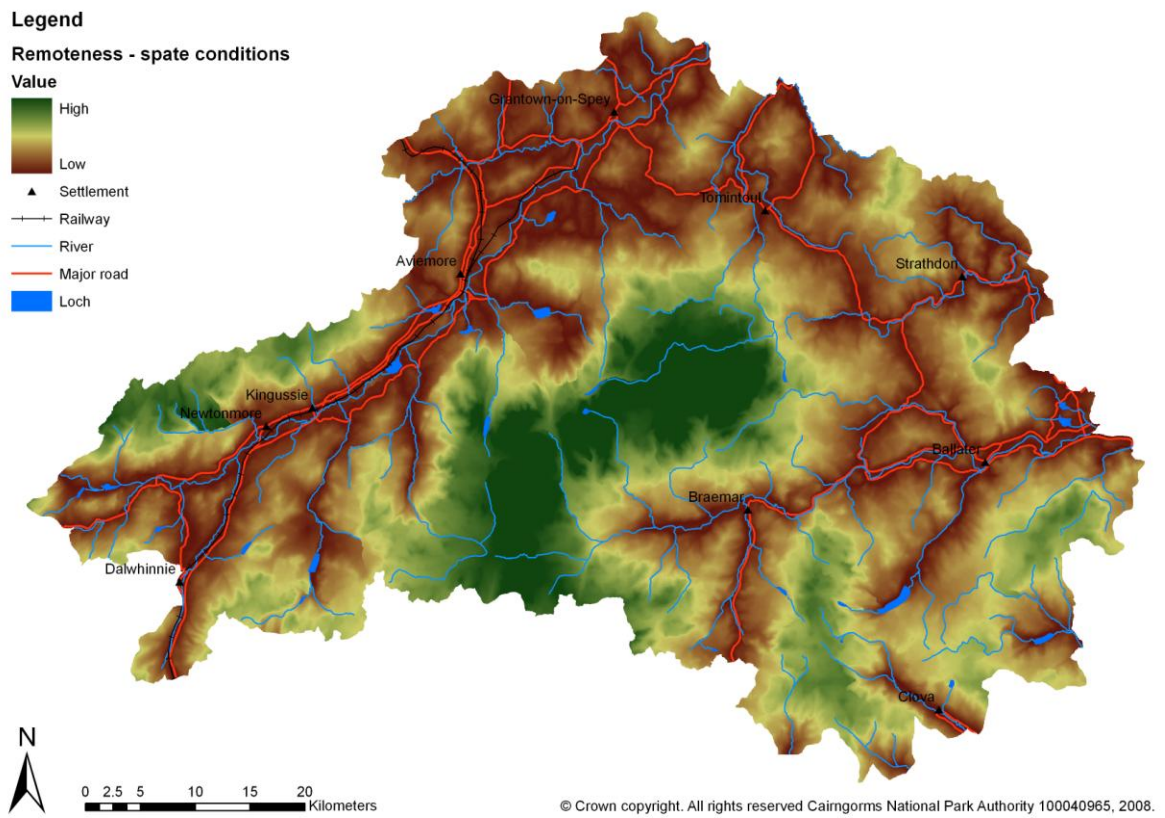 Legend
Remoteness - spate conditions
Value
High
Low
Settlement
Railway
River
Major road
Loch
Grantown-on-Spey
Tomintoul
Strathdon
Aviemore
Kingussie
Newtonmore
Ballater
Braemar
Dalwhinnie
Clova
N
0 2.5 5 10 15 20
Kilometers
© Crown copyright. All rights reserved Cairngorms National Park Authority 100040965, 2008.